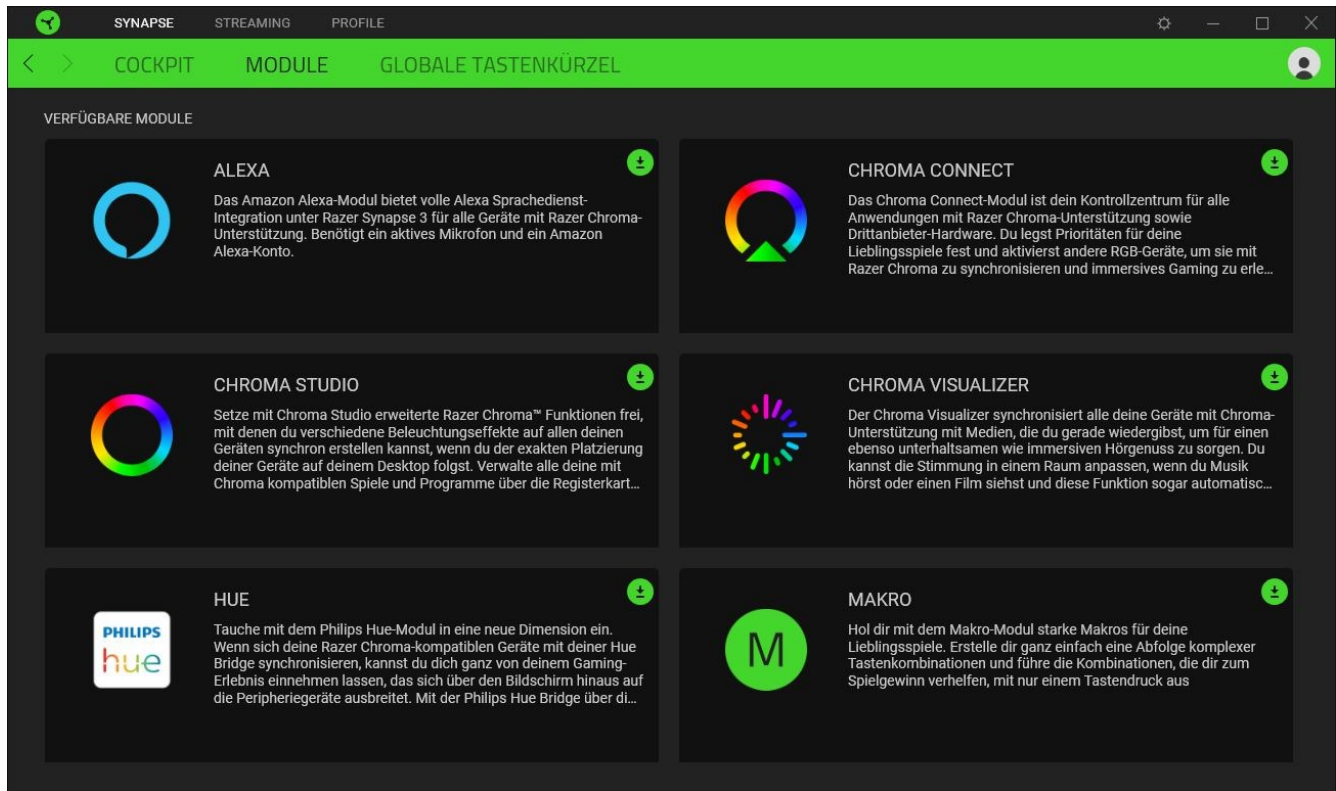 SYNAPSE STREAMING PROFILE
COCKPIT MODULE GLOBALE TASTENKÜRZEL
VERFÜGBARE MODULE
ALEXA
Das Amazon Alexa-Modul bietet volle Alexa Sprachedienst-
Integration unter Razer Synapse 3 für alle Geräte mit Razer Chroma-
Unterstützung. Benötigt ein aktives Mikrofon und ein Amazon
Alexa-Konto.
CHROMA CONNECT
Das Chroma Connect-Modul ist dein Kontrollzentrum für alle
Anwendungen mit Razer Chroma-Unterstützung sowie
Drittanbieter-Hardware. Du legst Prioritäten für deine
Lieblingsspiele fest und aktivierst andere RGB-Geräte, um sie mit
Razer Chroma zu synchronisieren und immersives Gaming zu erle...
CHROMA STUDIO
Setze mit Chroma Studio erweiterte Razer Chroma™ Funktionen frei,
mit denen du verschiedene Beleuchtungseffekte auf allen deinen
Geräten synchron erstellen kannst, wenn du der exakten Platzierung
deiner Geräte auf deinem Desktop folgst. Verwalte alle deine mit
Chroma kompatiblen Spiele und Programme über die Registerkart...
CHROMA VISUALIZER
Der Chroma Visualizer synchronisiert alle deine Geräte mit Chroma-
Unterstützung mit Medien, die du gerade wiedergibst, um für einen
ebenso unterhaltsamen wie immersiven Hörgenuss zu sorgen. Du
kannst die Stimmung in einem Raum anpassen, wenn du Musik
hörst oder einen Film siehst und diese Funktion sogar automatisc...
PHILIPS
hue
HUE
Tauche mit dem Philips Hue-Modul in eine neue Dimension ein.
Wenn sich deine Razer Chroma-kompatiblen Geräte mit deiner Hue
Bridge synchronisieren, kannst du dich ganz von deinem Gaming-
Erlebnis einnehmen lassen, das sich über den Bildschirm hinaus auf
die Peripheriegeräte ausbreitet. Mit der Philips Hue Bridge über di...
M
MAKRO
Hol dir mit dem Makro-Modul starke Makros für deine
Lieblingsspiele. Erstelle dir ganz einfach eine Abfolge komplexer
Tastenkombinationen und führe die Kombinationen, die dir zum
Spielgewinn verhelfen, mit nur einem Tastendruck aus